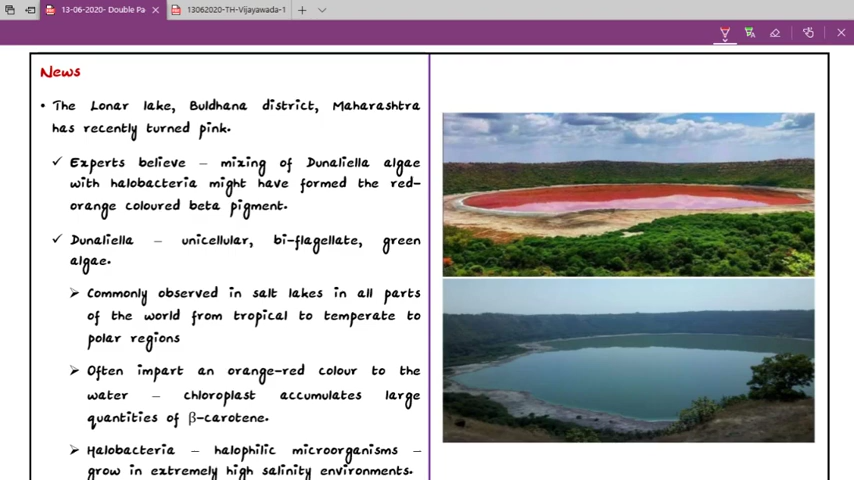 13-06-2020- Double Pa
13062020-TH-Vijayawada-1
News
• The Lonar lake, Buldhana district, Maharashtra
has recently turned pink.
✓ Experts believe – mixing of Dunaliella algae
with halobacteria might have formed the red-
orange coloured beta pigment.
✓ Dunaliella – unicellular, bi-flagellate, green
algae.
➢ Commonly observed in salt lakes in all parts
of the world from tropical to temperate to
polar regions
➢ Often impart an orange-red colour to the
water – chloroplast accumulates large
quantities of β-carotene.
➢ Halobacteria – halophilic microorganisms –
grow in extremely high salinity environments.